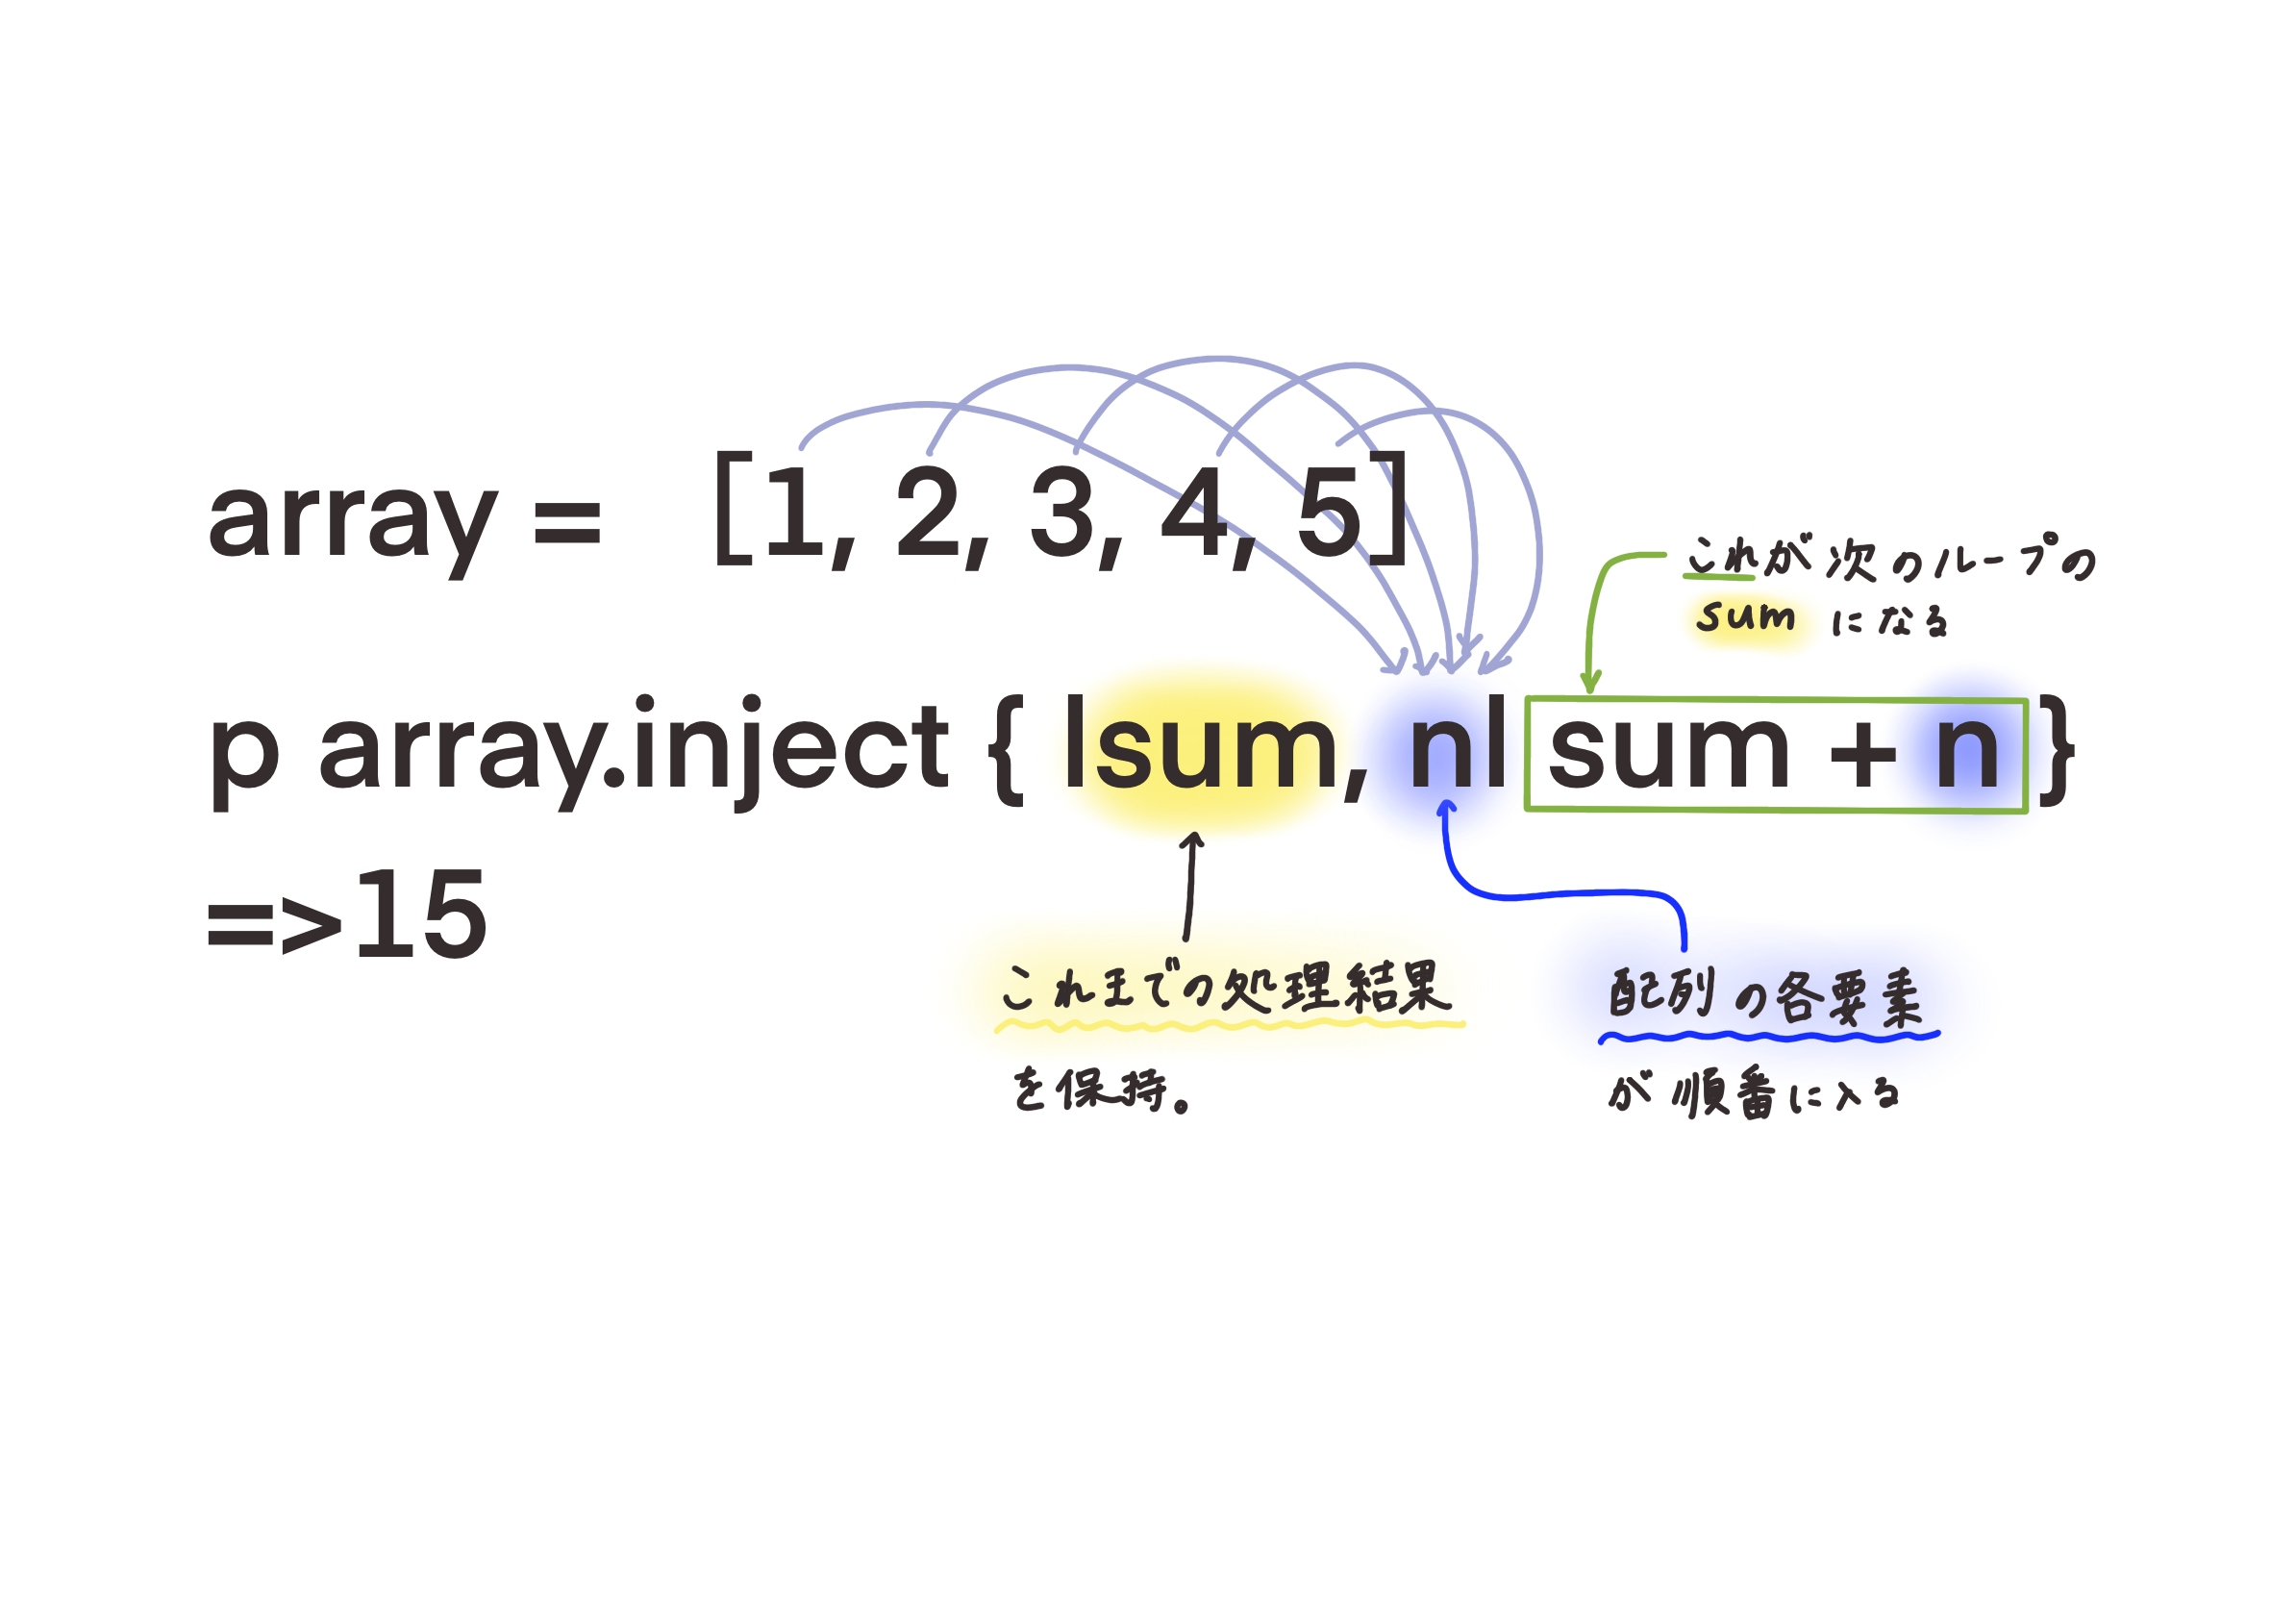 array = [1, 2, 3, 4, 5]
これが次のループの
sum になる
p array.inject { |sum, n| sum + n }
=>15
これまでの処理結果
を保持。
配列の各要素
が順番に入る